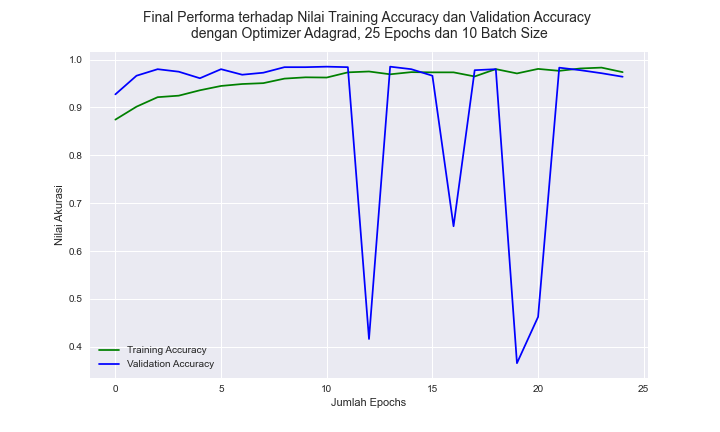 Final Performa terhadap Nilai Training Accuracy dan Validation Accuracy
dengan Optimizer Adagrad, 25 Epochs dan 10 Batch Size
1.0
0.9
0.8
0.7
0.6
0.5
0.4
Nilai Akurasi
Training Accuracy
Validation Accuracy
0 5 10 15 20 25
Jumlah Epochs